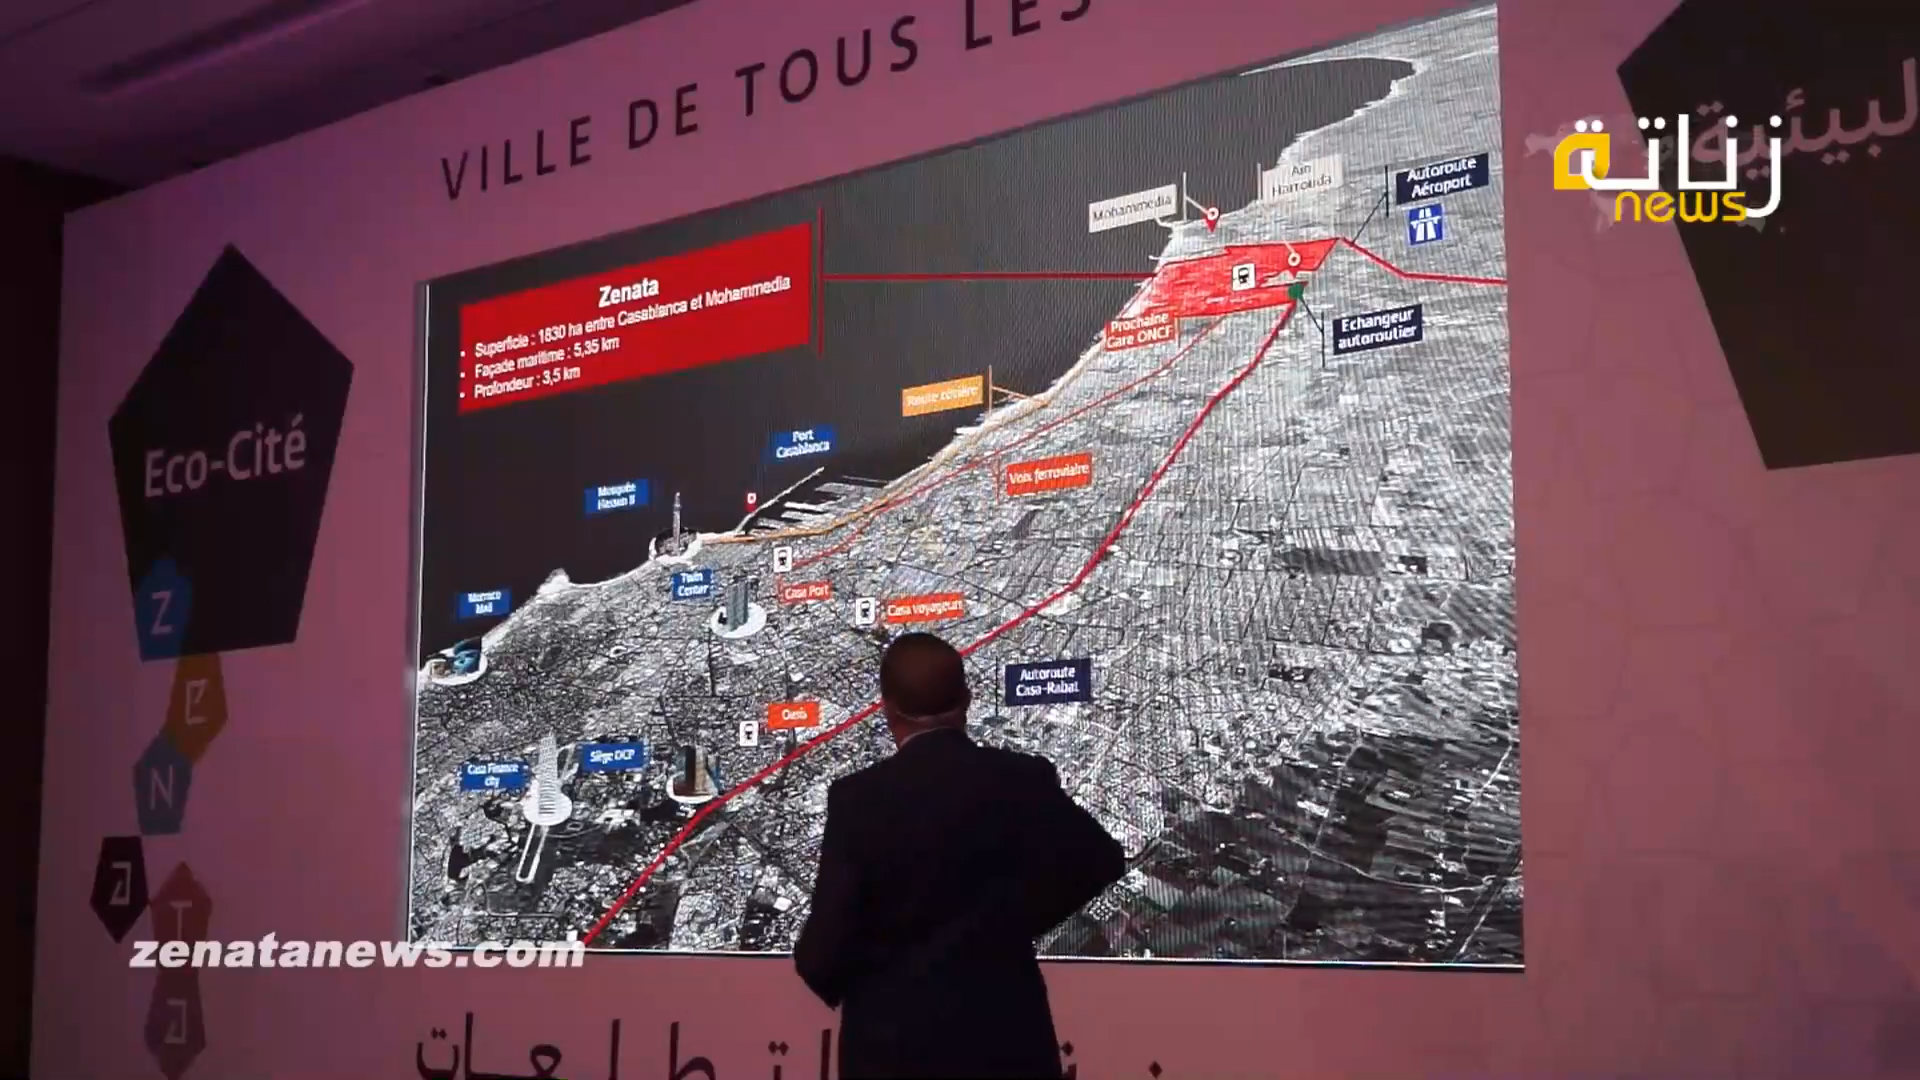 VILLE DE TOUS LES
زناتة
news
البيئية
Autoroute
Aéroport
Ain
Harrouda
Mohammedia
Zenata
• Superficie : 1830 ha entre Casablanca et Mohammedia
• Façade maritime : 5,35 km
• Profondeur : 3,5 km
Prochaine
Gare ONCF
Echangeur
autoroutier
Route côtière
Port
Casablanca
Eco-Cité
Voix ferroviaire
Mosquée
Hassan II
Twin
Center
Casa Port
Morocco
Mall
Casa voyageurs
Autoroute
Casa-Rabat
Oasis
Siège OCP
Casa Finance
city
Z
e
N
a
T
a
zenatanews.com
التطلعات